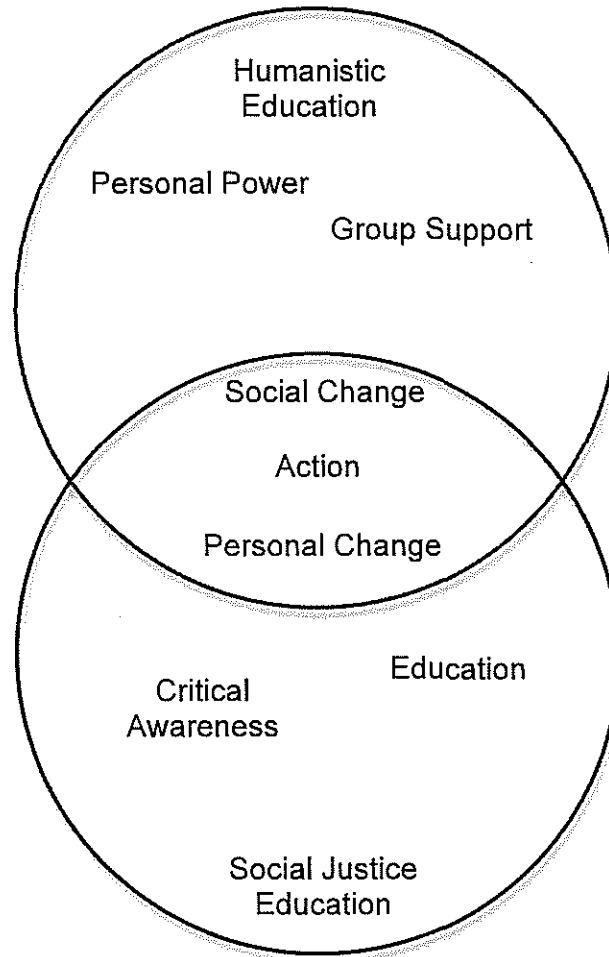 Humanistic
Education
Personal Power
Group Support
Social Change
Action
Personal Change
Education
Critical
Awareness
Social Justice
Education